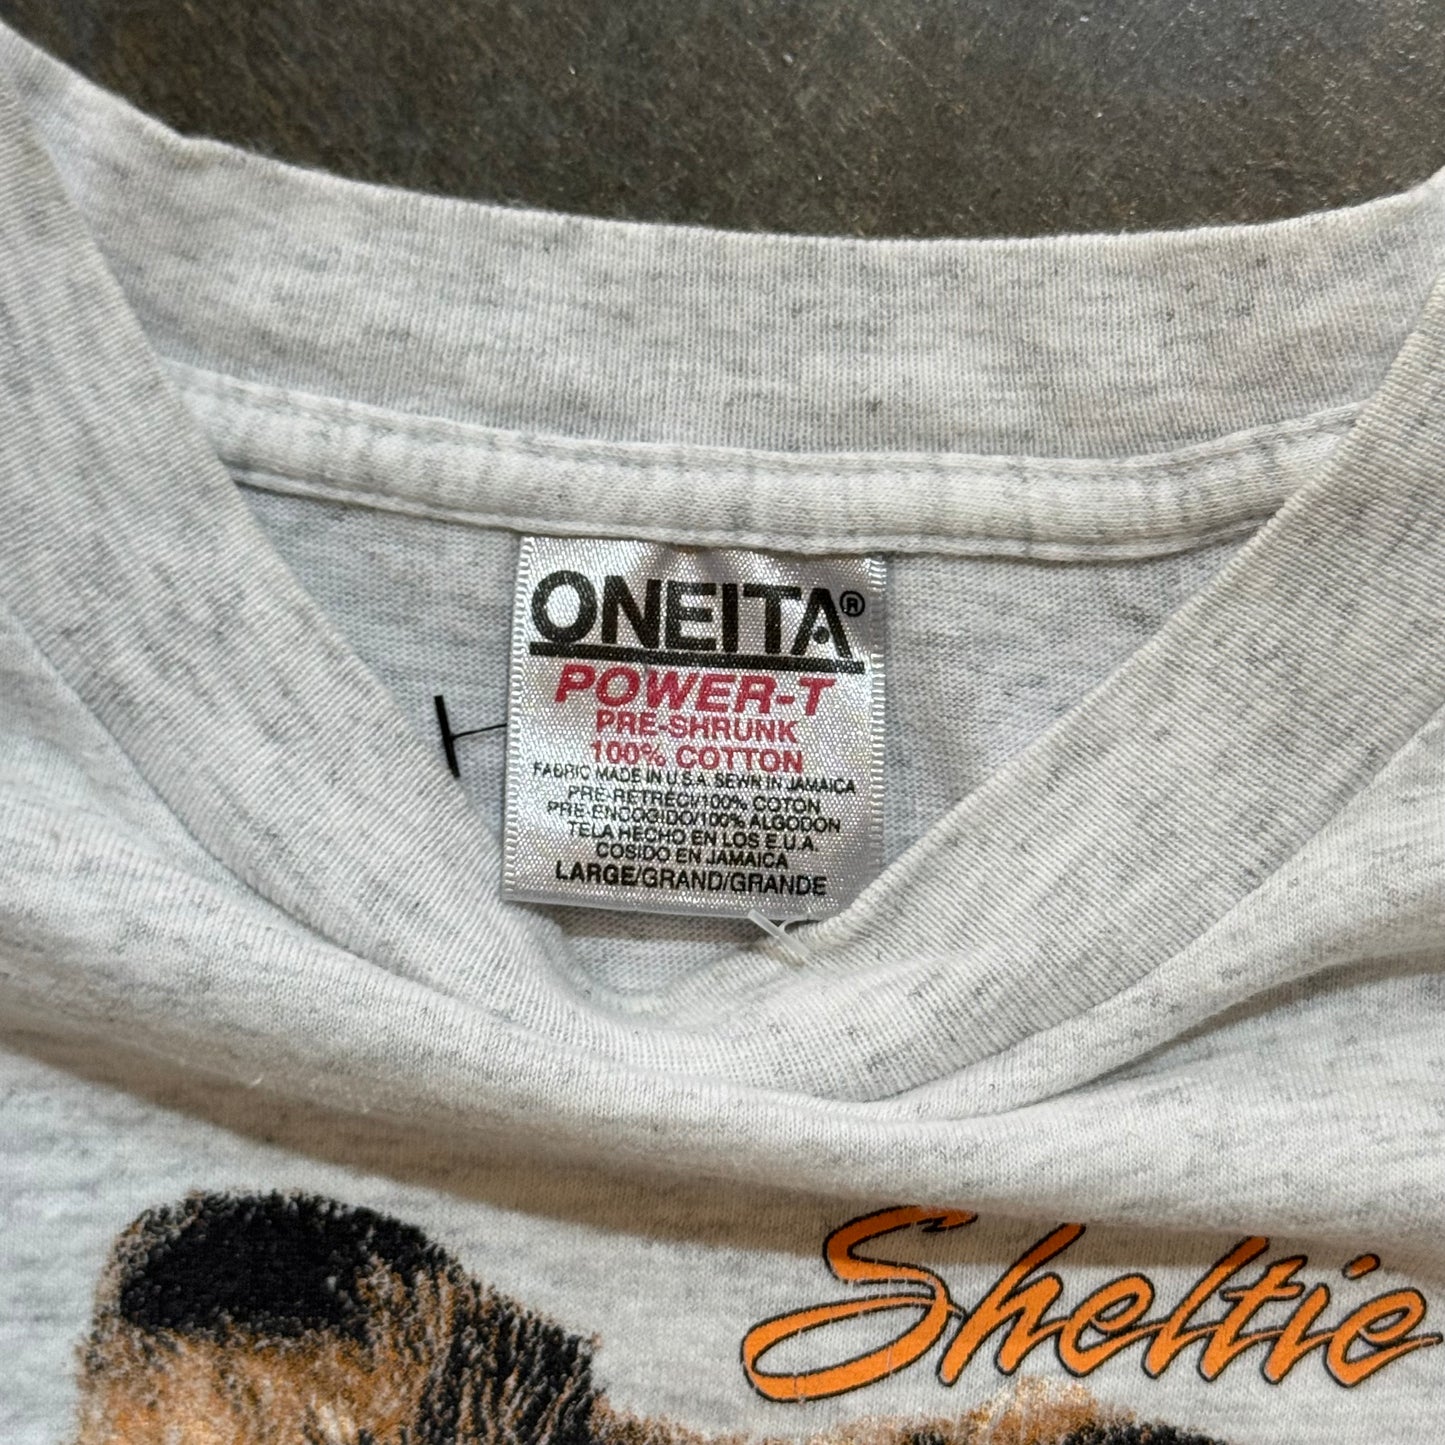 ONEITA®
POWER-T
PRE-SHRUNK
100% COTTON
FABRIC MADE IN U.S.A. SEWN IN JAMAICA
PRE-RETRECI/100% COTON
PRE-ENCOGIDO/100% ALGODON
TELA HECHO EN LOS E.U.A.
COSIDO EN JAMAICA
LARGE/GRAND/GRANDE
Sheltie